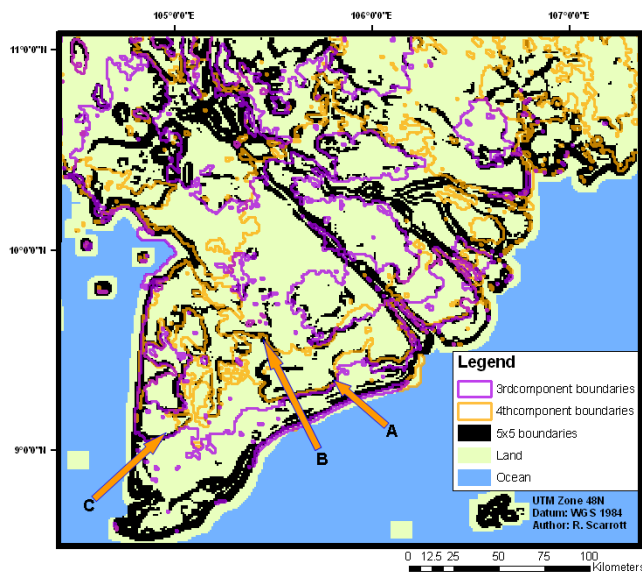 105°0'0"E 106°0'0"E 107°0'0"E
11°0'0"N
10°0'0"N
9°0'0"N
Legend
3rdcomponent boundaries
4thcomponent boundaries
5x5 boundaries
Land
Ocean
A
B
C
UTM Zone 48N
Datum: WGS 1984
Author: R. Scarrott
0 12.5 25 50 75 100
Kilometers